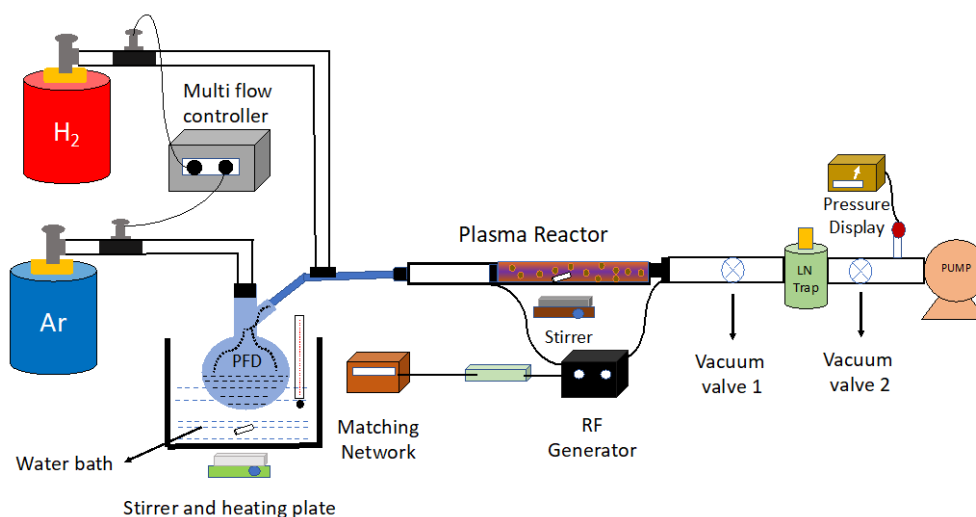 H₂
Multi flow
controller
Ar
PFD
Water bath
Stirrer and heating plate
Plasma Reactor
Stirrer
Matching
Network
RF
Generator
Vacuum
valve 1
LN
Trap
Vacuum
valve 2
Pressure
Display
PUMP